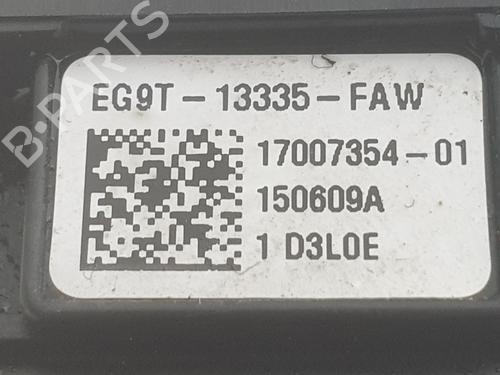 B-PARTS
EG9T-13335-FAW
17007354-01
150609A
1 D3L0E